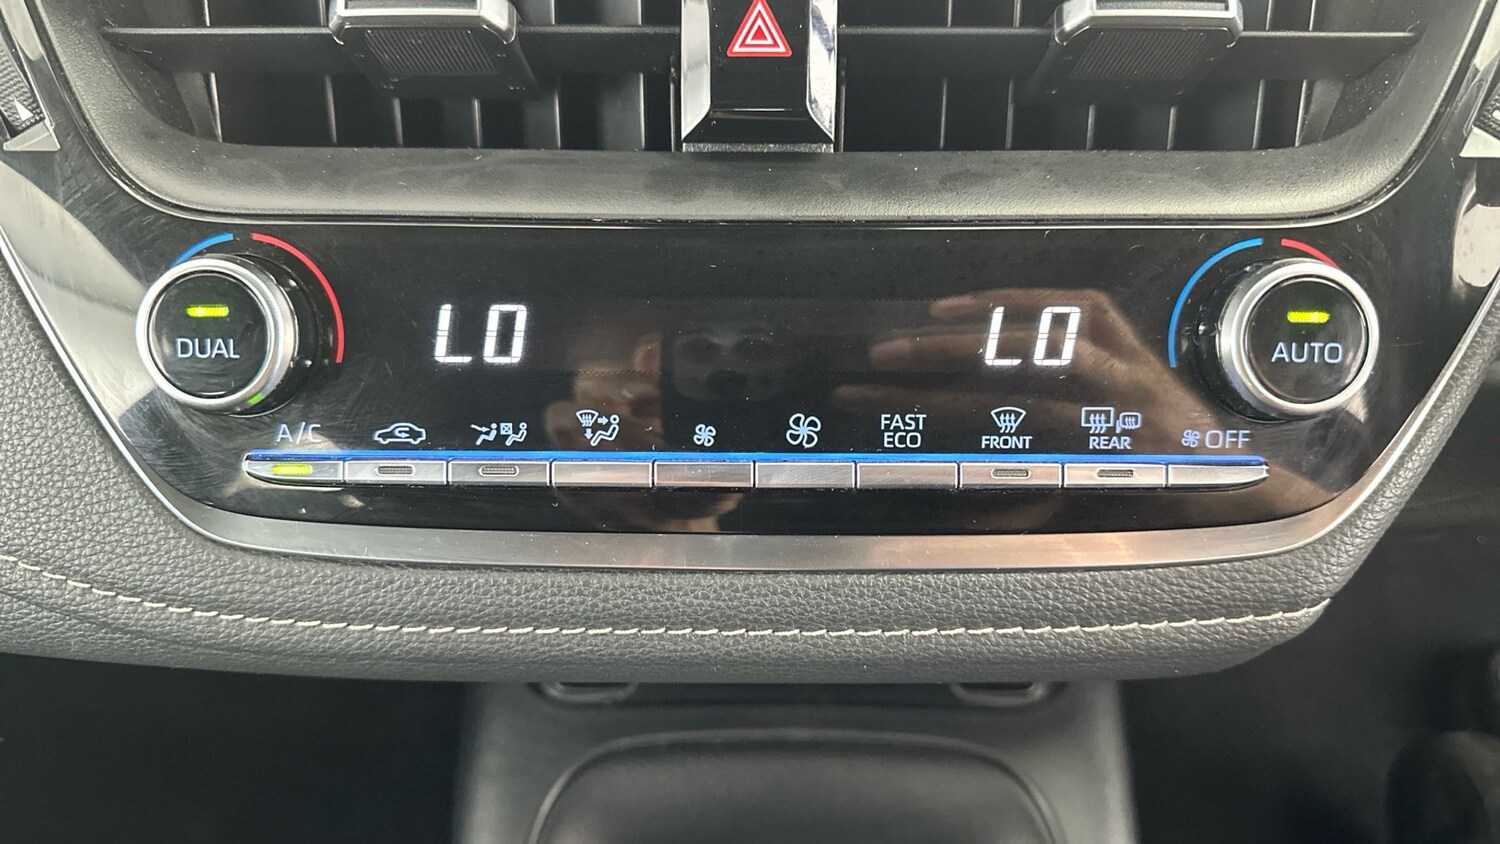 LO
LO
DUAL
AUTO
A/C
FAST
ECO
FRONT
REAR
OFF